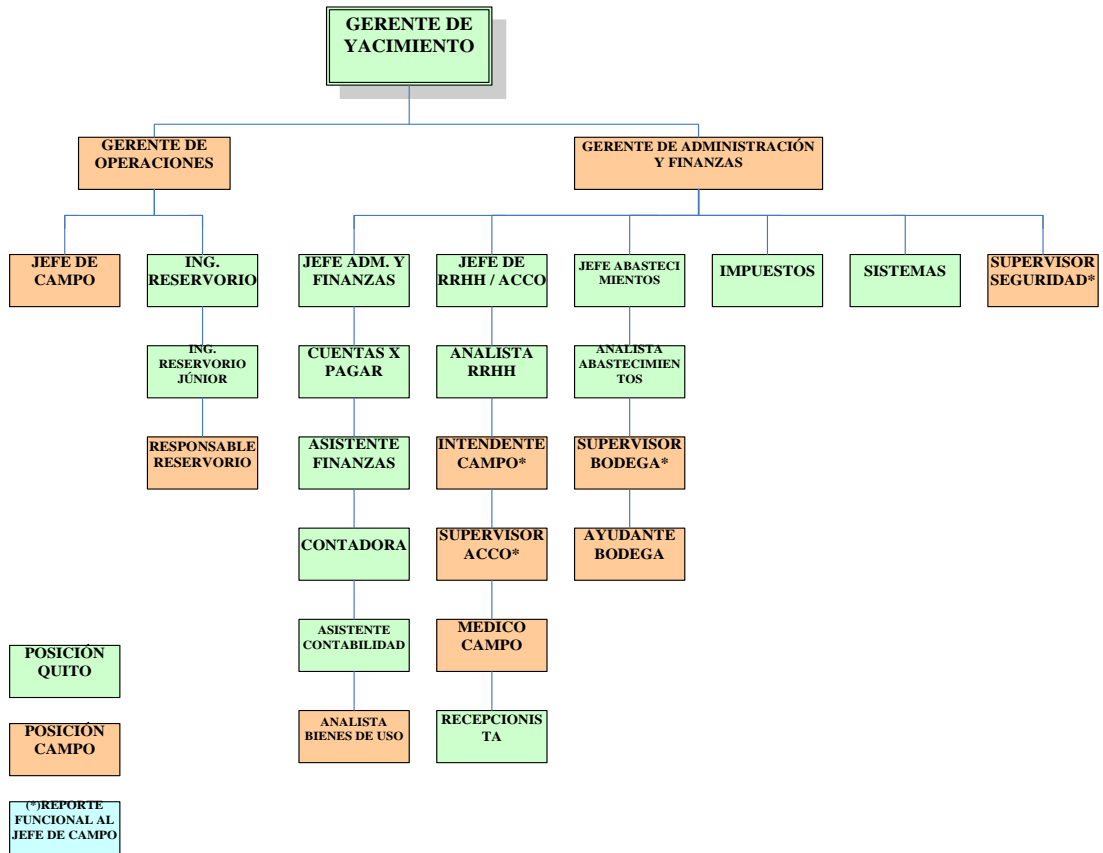 GERENTE DE
YACIMIENTO
GERENTE DE
OPERACIONES
GERENTE DE ADMINISTRACIÓN
Y FINANZAS
JEFE DE
CAMPO
ING.
RESERVORIO
JEFE ADM. Y
FINANZAS
JEFE DE
RRHH / ACCO
JEFE ABASTECI
MIENTOS
IMPUESTOS
SISTEMAS
SUPERVISOR
SEGURIDAD*
ING.
RESERVORIO
JÚNIOR
CUENTAS X
PAGAR
ANALISTA
RRHH
ANALISTA
ABASTECIMIEN
TOS
RESPONSABLE
RESERVORIO
ASISTENTE
FINANZAS
INTENDENTE
CAMPO*
SUPERVISOR
BODEGA*
CONTADORA
SUPERVISOR
ACCO*
AYUDANTE
BODEGA
ASISTENTE
CONTABILIDAD
MEDICO
CAMPO
ANALISTA
BIENES DE USO
RECEPCIONIS
TA
POSICIÓN
QUITO
POSICIÓN
CAMPO
(*)REPORTE
FUNCIONAL AL
JEFE DE CAMPO